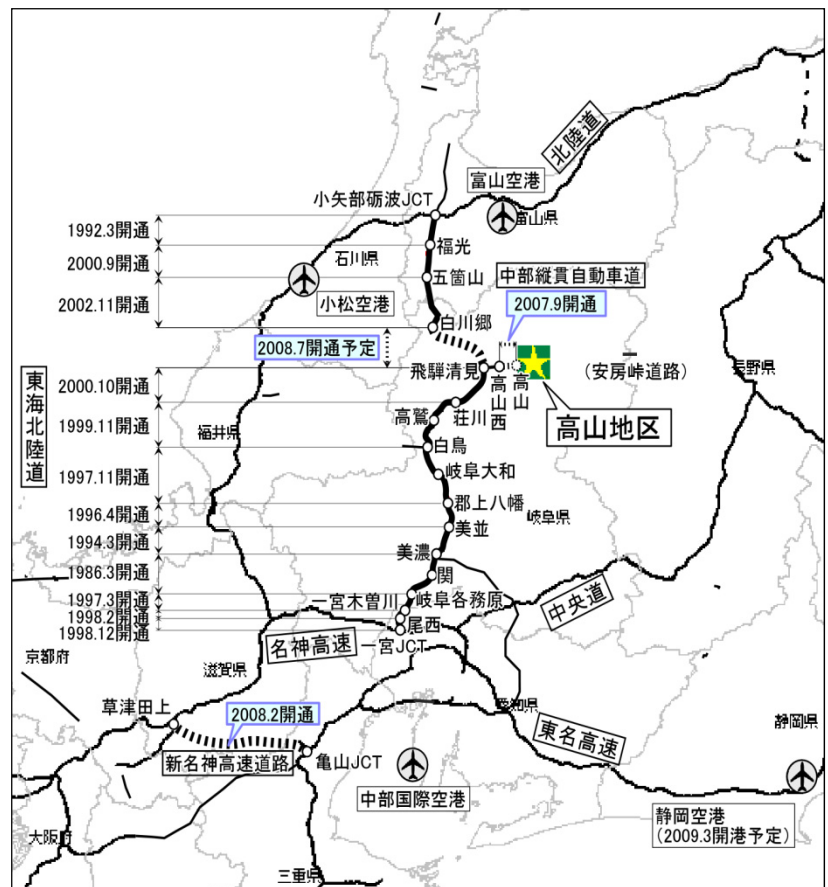 北陸道
富山空港
小矢部砺波JCT
富山県
1992.3開通
福光
石川県
2000.9開通
五箇山
中部縦貫自動車道
2002.11開通
小松空港
2007.9開通
白川郷
2008.7開通予定
飛騨清見
高山西
高山
(安房峠道路)
長野県
2000.10開通
東海北陸道
荘川
高鷲
高山地区
1999.11開通
福井県
白鳥
1997.11開通
岐阜大和
郡上八幡
岐阜県
1996.4開通
美並
1994.3開通
美濃
1986.3開通
関
中央道
1997.3開通
一宮木曽川
岐阜各務原
1998.2開通
尾西
1998.12開通
名神高速
一宮JCT
京都府
滋賀県
草津田上
2008.2開通
愛知県
静岡県
東名高速
新名神高速道路
亀山JCT
中部国際空港
静岡空港
(2009.3開港予定)
大阪府
三重県